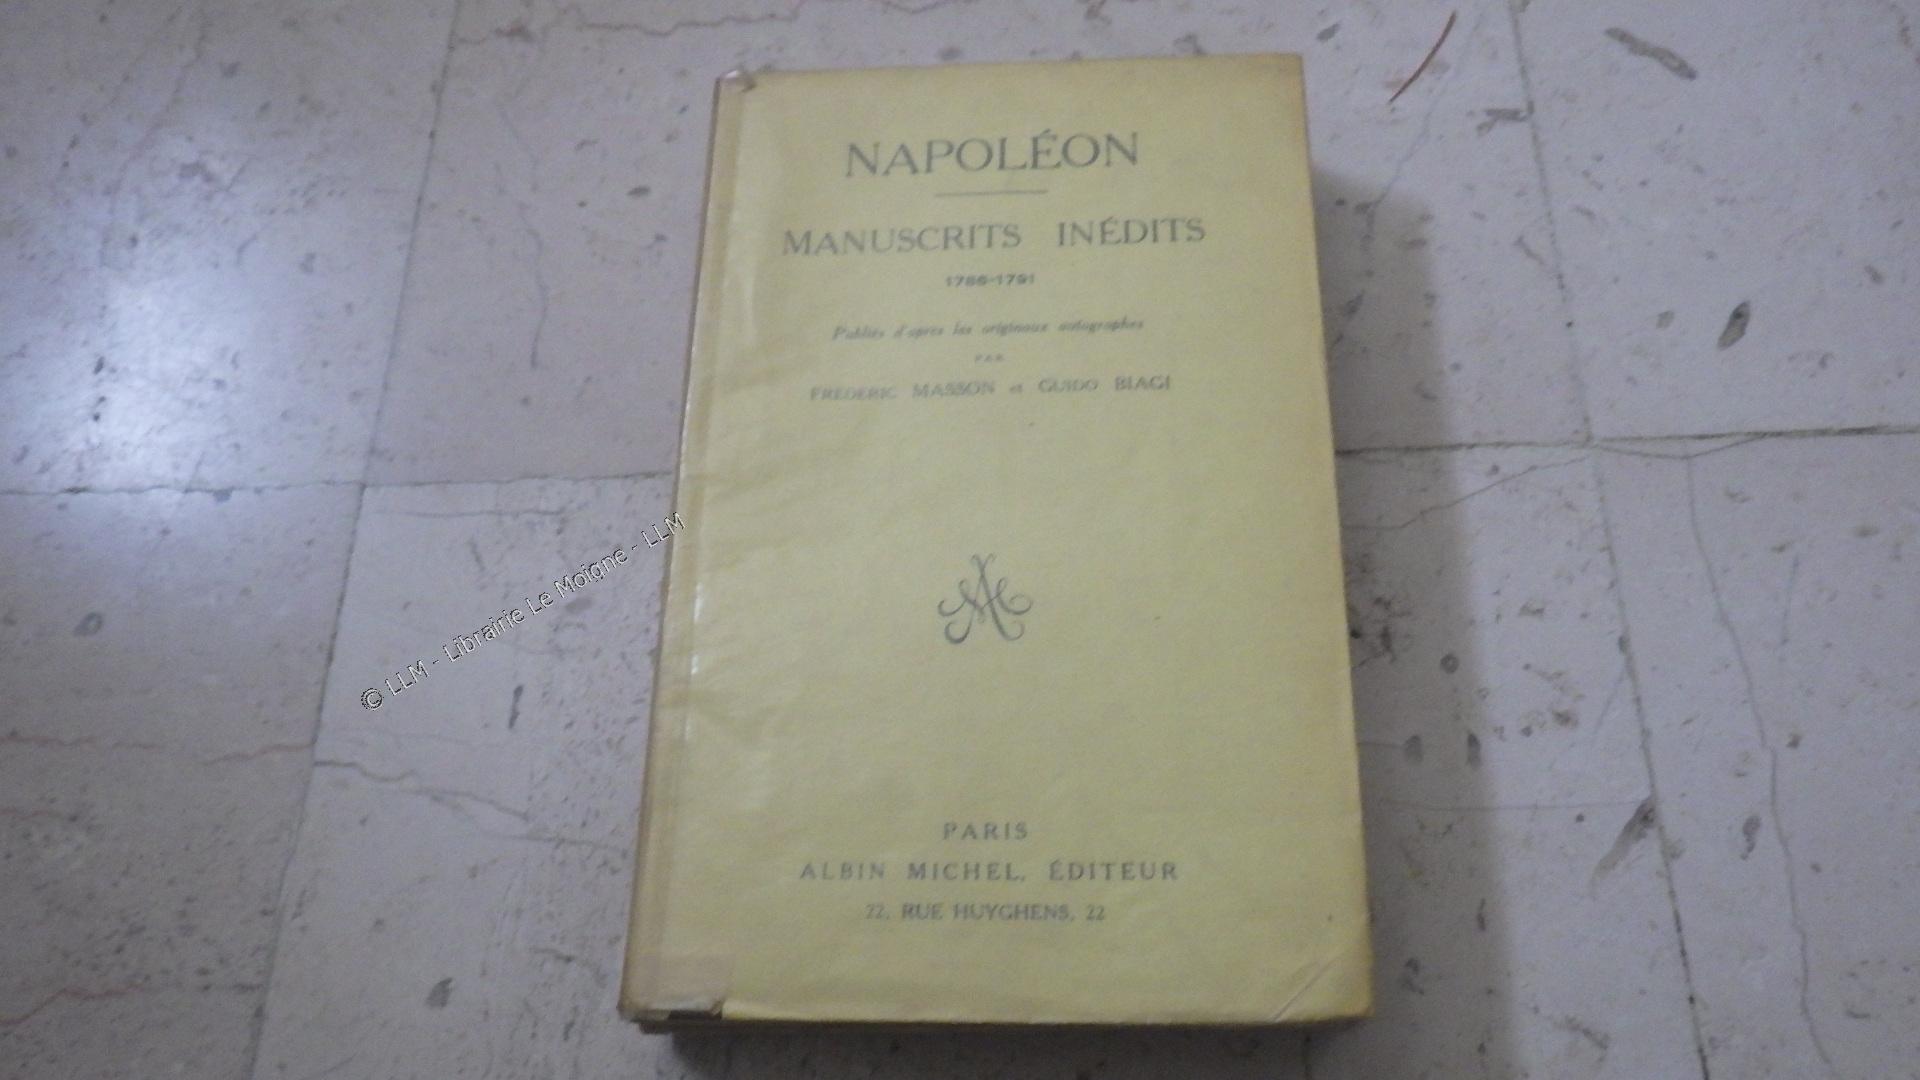 NAPOLÉON
MANUSCRITS INÉDITS
1786-1791
Publiés d'après les originaux autographes
PAR
FRÉDÉRIC MASSON et GUIDO BIAGI
PARIS
ALBIN MICHEL, ÉDITEUR
22, RUE HUYGHENS, 22
© LLM - Librairie Le Moigne - LLM